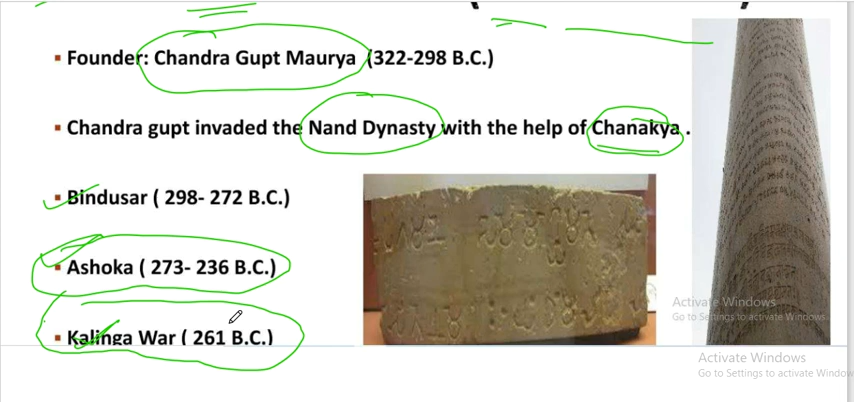 ▪ Founder: Chandra Gupt Maurya (322-298 B.C.)
▪ Chandra gupt invaded the Nand Dynasty with the help of Chanakya .
▪ Bindusar ( 298- 272 B.C.)
▪ Ashoka ( 273- 236 B.C.)
▪ Kalinga War ( 261 B.C.)
Activate Windows
Go to Settings to activate Windows.
Activate Windows
Go to Settings to activate Window